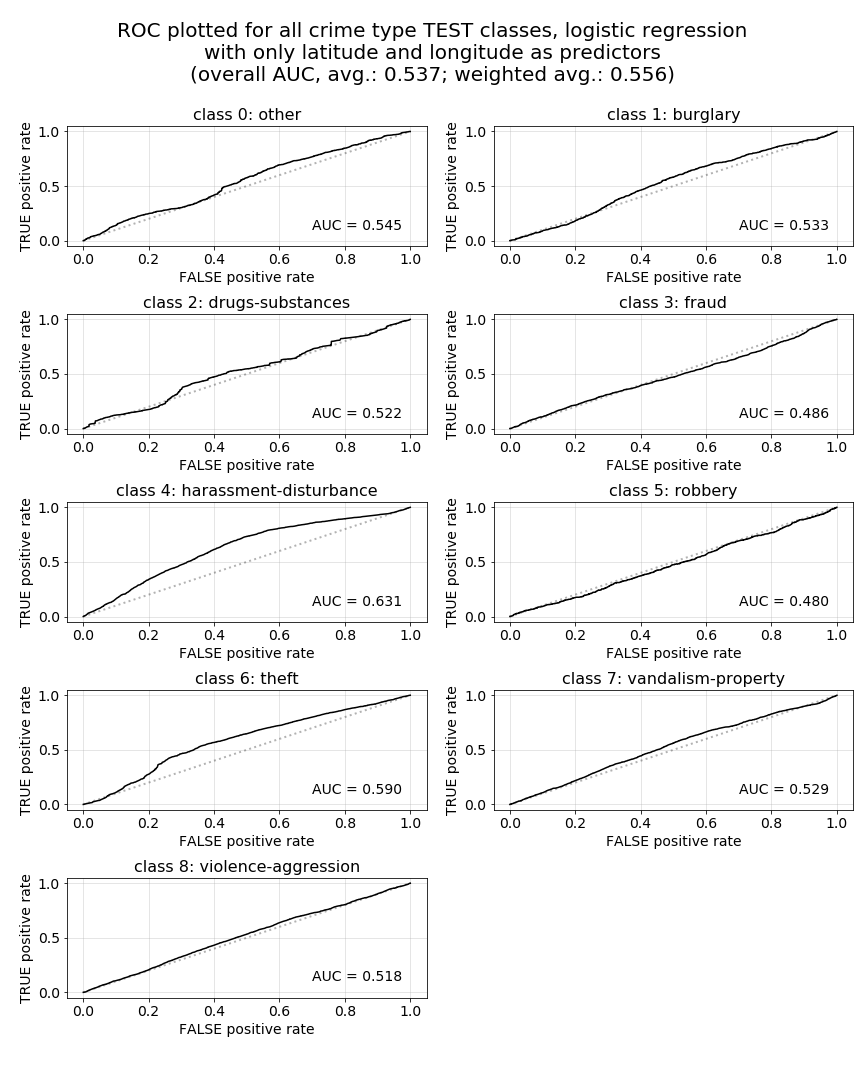 ROC plotted for all crime type TEST classes, logistic regression
with only latitude and longitude as predictors
(overall AUC, avg.: 0.537; weighted avg.: 0.556)
class 0: other
TRUE positive rate
1.0
0.5
0.0
AUC = 0.545
0.0 0.2 0.4 0.6 0.8 1.0
FALSE positive rate
class 1: burglary
TRUE positive rate
1.0
0.5
0.0
AUC = 0.533
0.0 0.2 0.4 0.6 0.8 1.0
FALSE positive rate
class 2: drugs-substances
TRUE positive rate
1.0
0.5
0.0
AUC = 0.522
0.0 0.2 0.4 0.6 0.8 1.0
FALSE positive rate
class 3: fraud
TRUE positive rate
1.0
0.5
0.0
AUC = 0.486
0.0 0.2 0.4 0.6 0.8 1.0
FALSE positive rate
class 4: harassment-disturbance
TRUE positive rate
1.0
0.5
0.0
AUC = 0.631
0.0 0.2 0.4 0.6 0.8 1.0
FALSE positive rate
class 5: robbery
TRUE positive rate
1.0
0.5
0.0
AUC = 0.480
0.0 0.2 0.4 0.6 0.8 1.0
FALSE positive rate
class 6: theft
TRUE positive rate
1.0
0.5
0.0
AUC = 0.590
0.0 0.2 0.4 0.6 0.8 1.0
FALSE positive rate
class 7: vandalism-property
TRUE positive rate
1.0
0.5
0.0
AUC = 0.529
0.0 0.2 0.4 0.6 0.8 1.0
FALSE positive rate
class 8: violence-aggression
TRUE positive rate
1.0
0.5
0.0
AUC = 0.518
0.0 0.2 0.4 0.6 0.8 1.0
FALSE positive rate